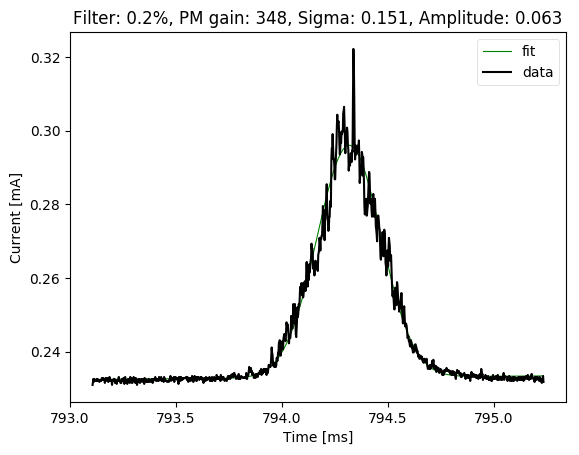 Filter: 0.2%, PM gain: 348, Sigma: 0.151, Amplitude: 0.063
fit
data
0.32
0.30
0.28
0.26
0.24
Current [mA]
793.0
793.5
794.0
794.5
795.0
Time [ms]